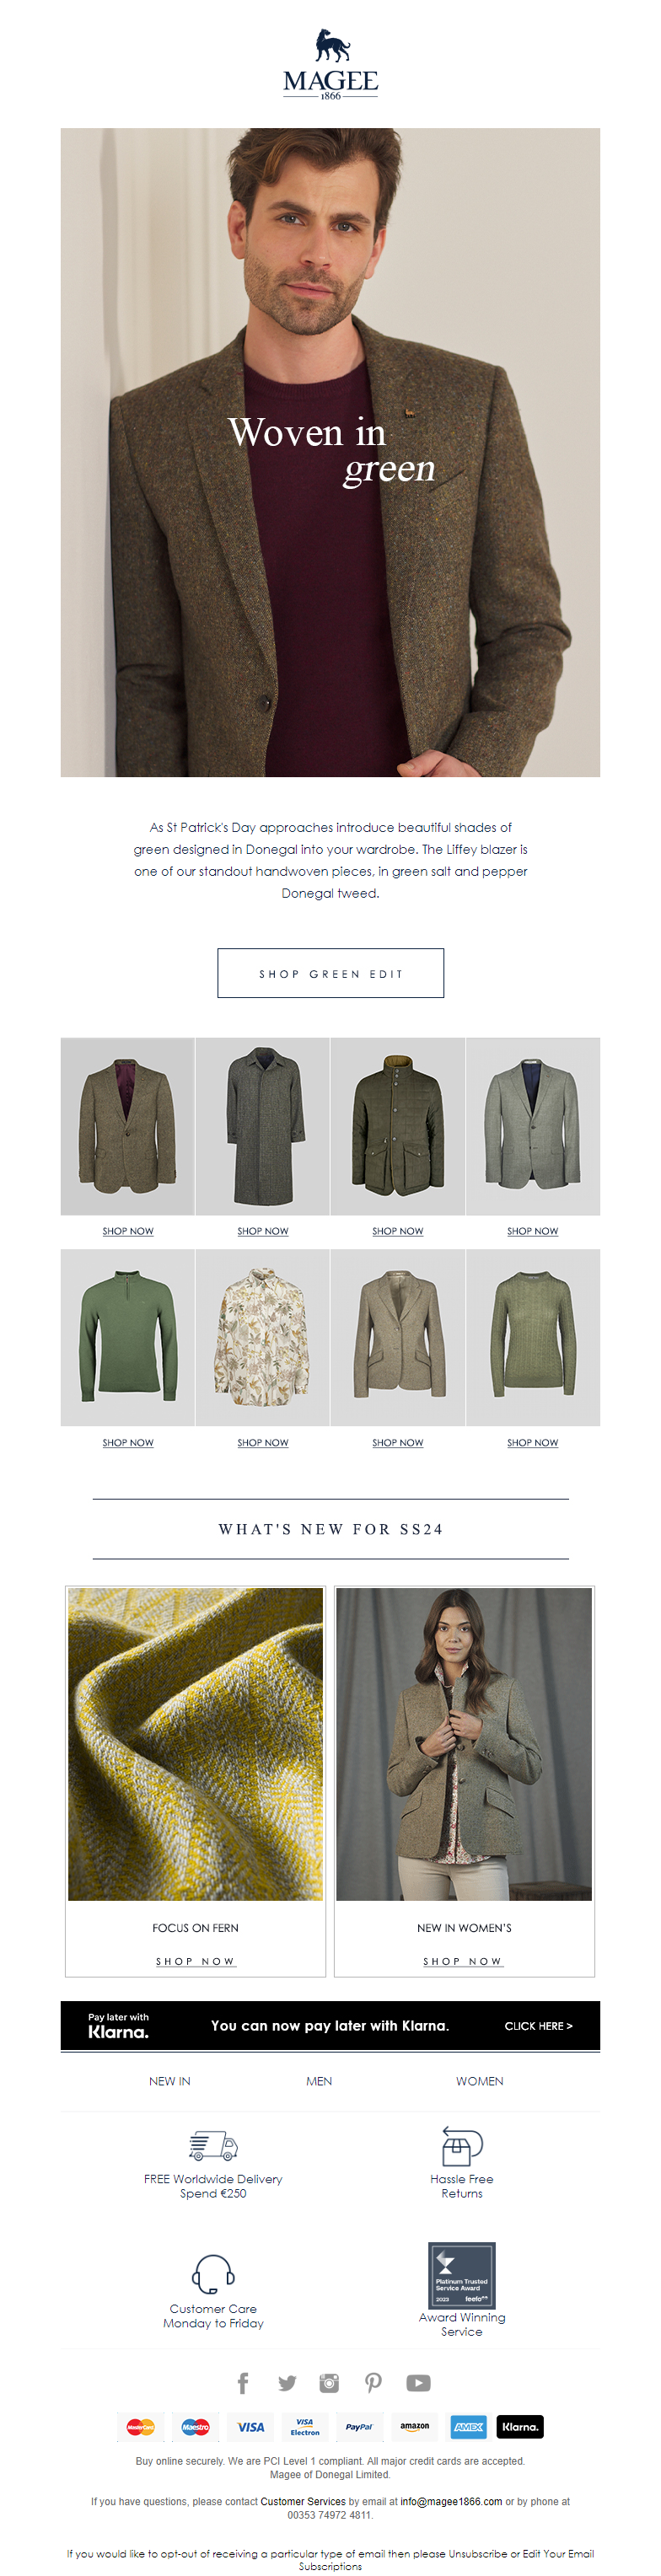 MAGEE
1866
Woven in
green
As St Patrick's Day approaches introduce beautiful shades of
green designed in Donegal into your wardrobe. The Liffey blazer is
one of our standout handwoven pieces, in green salt and pepper
Donegal tweed.
SHOP GREEN EDIT
SHOP NOW SHOP NOW SHOP NOW SHOP NOW
SHOP NOW SHOP NOW SHOP NOW SHOP NOW
WHAT'S NEW FOR SS24
FOCUS ON FERN
SHOP NOW
NEW IN WOMEN'S
SHOP NOW
Pay later with
Klarna.
You can now pay later with Klarna.
CLICK HERE >
NEW IN MEN WOMEN
FREE Worldwide Delivery
Spend €250
Hassle Free
Returns
Customer Care
Monday to Friday
Platinum Trusted
Service Award
2023 feefo
Award Winning
Service
MasterCard Maestro VISA VISA Electron PayPal amazon AMEX Klarna.
Buy online securely. We are PCI Level 1 compliant. All major credit cards are accepted.
Magee of Donegal Limited.
If you have questions, please contact Customer Services by email at info@magee1866.com or by phone at
00353 74972 4811.
If you would like to opt-out of receiving a particular type of email then please Unsubscribe or Edit Your Email
Subscriptions